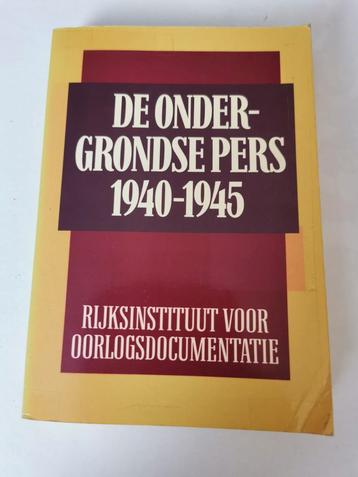 DE ONDER-
GRONDSE PERS
1940-1945
RIJKSINSTITUUT VOOR
OORLOGSDOCUMENTATIE